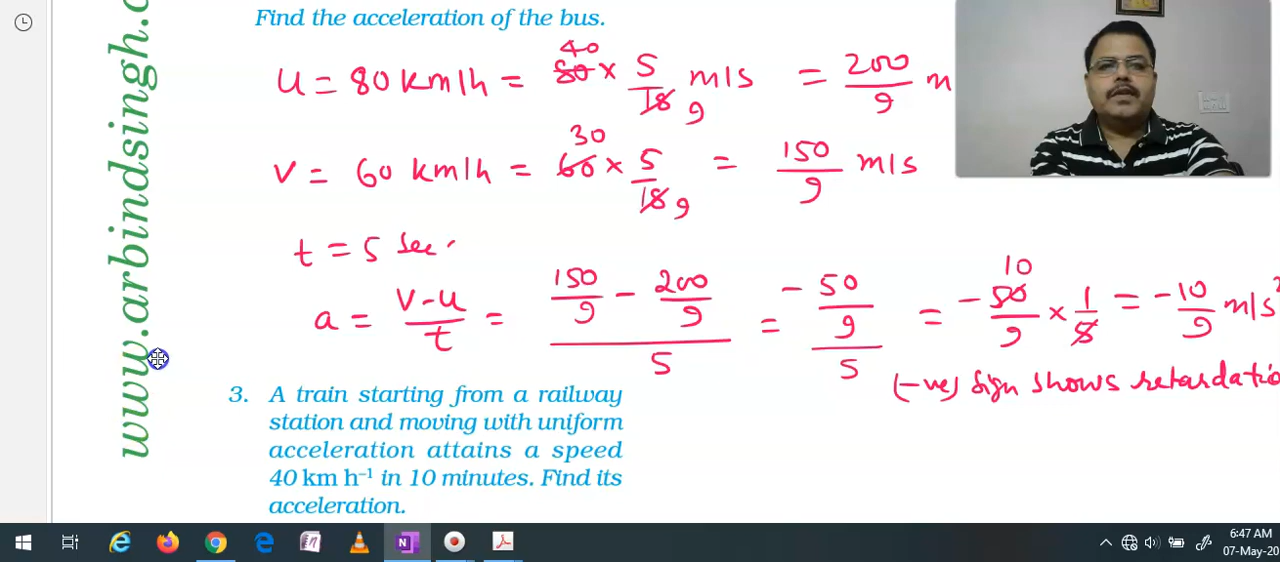 Find the acceleration of the bus.
u = 80 km/h = 80 40 × 5/18 9 m/s = 200/9 m
v = 60 km/h = 60 30 × 5/18 9 = 150/9 m/s
t = 5 sec.
a = v-u/t = 150/9 - 200/9 / 5 = -50/9 / 5 = -50 10/9 × 1/5 = -10/9 m/s²
(-ve) sign shows retardatio
3. A train starting from a railway
station and moving with uniform
acceleration attains a speed
40 km h⁻¹ in 10 minutes. Find its
acceleration.
www.arbindsingh.c
6:47 AM
07-May-20